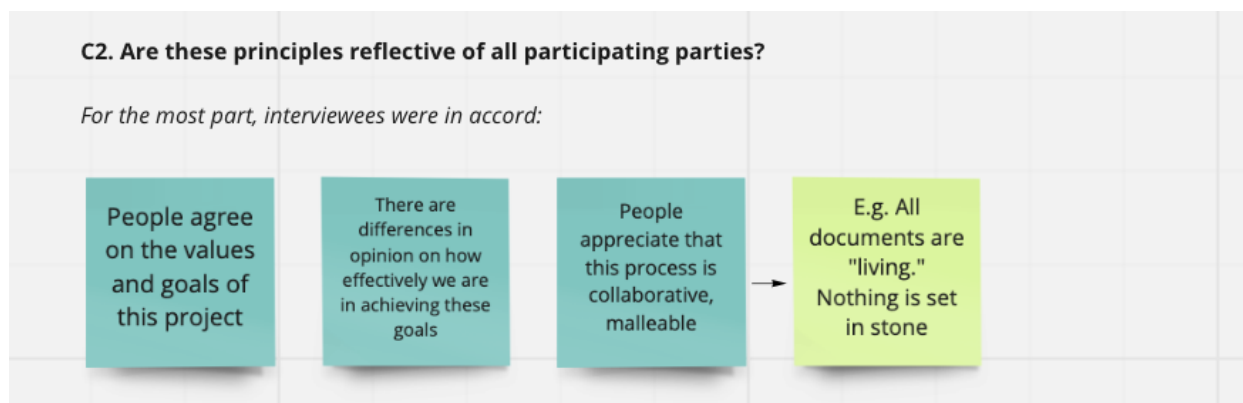 C2. Are these principles reflective of all participating parties?
For the most part, interviewees were in accord:
People agree
on the values
and goals of
this project
There are
differences in
opinion on how
effectively we are
in achieving these
goals
People
appreciate that
this process is
collaborative,
malleable
E.g. All
documents are
"living."
Nothing is set
in stone